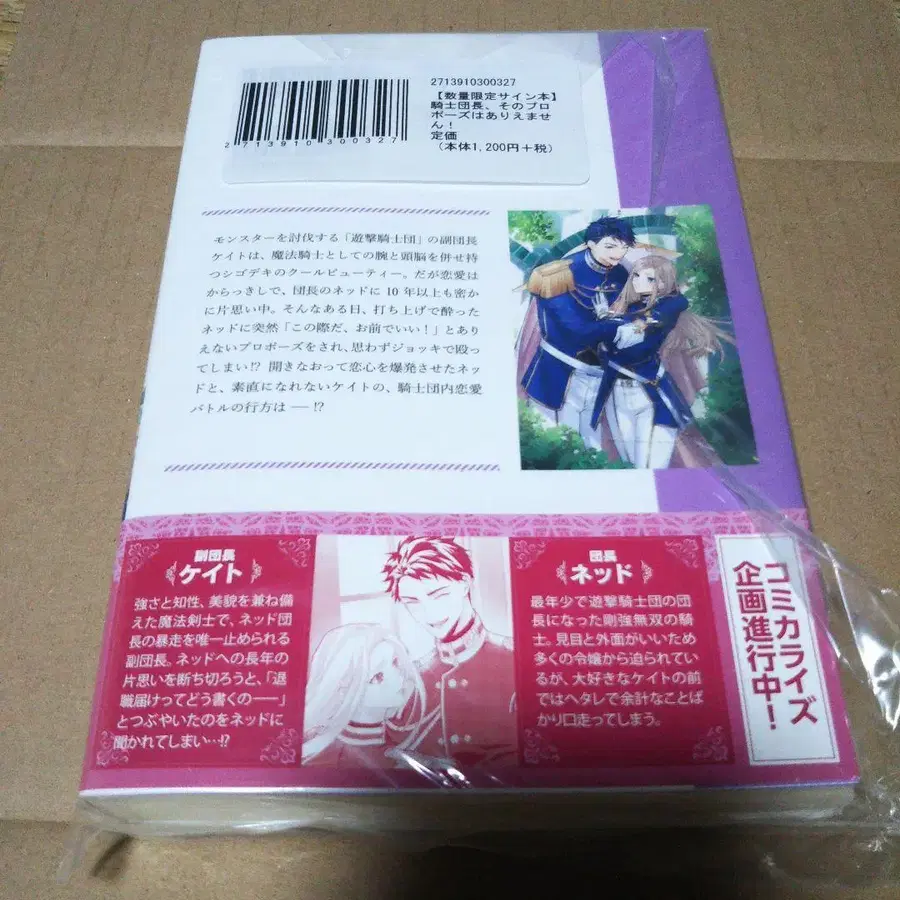 2713910300327
2713910300327
【数量限定サイン本】
騎士団長、そのプロ
ポーズはありえませ
ん！
定価
（本体1,200円＋税）
モンスターを討伐する「遊撃騎士団」の副団長
ケイトは、魔法騎士としての腕と頭脳を併せ持
つシゴデキのクールビューティー。だが恋愛は
からっきしで、団長のネッドに 10 年以上も密か
に片思い中。そんなある日、打ち上げで酔った
ネッドに突然「この際だ、お前でいい！」とあり
えないプロポーズをされ、思わずジョッキで殴っ
てしまい!? 開きなおって恋心を爆発させたネッ
ドと、素直になれないケイトの、騎士団内恋愛
バトルの行方は ― !?
副団長
ケイト
強さと知性、美貌を兼ね備
えた魔法剣士で、ネッド団
長の暴走を唯一止められる
副団長。ネッドへの長年の
片思いを断ち切ろうと、「退
職届けってどう書くの――」
とつぶやいたのをネッドに
聞かれてしまい…!?
団長
ネッド
最年少で遊撃騎士団の団
長になった剛強無双の騎
士。見目と外面がいいため
多くの令嬢から迫られてい
るが、大好きなケイトの前
ではヘタレで余計なことば
かり口走ってしまう。
コミカライズ
企画進行中！